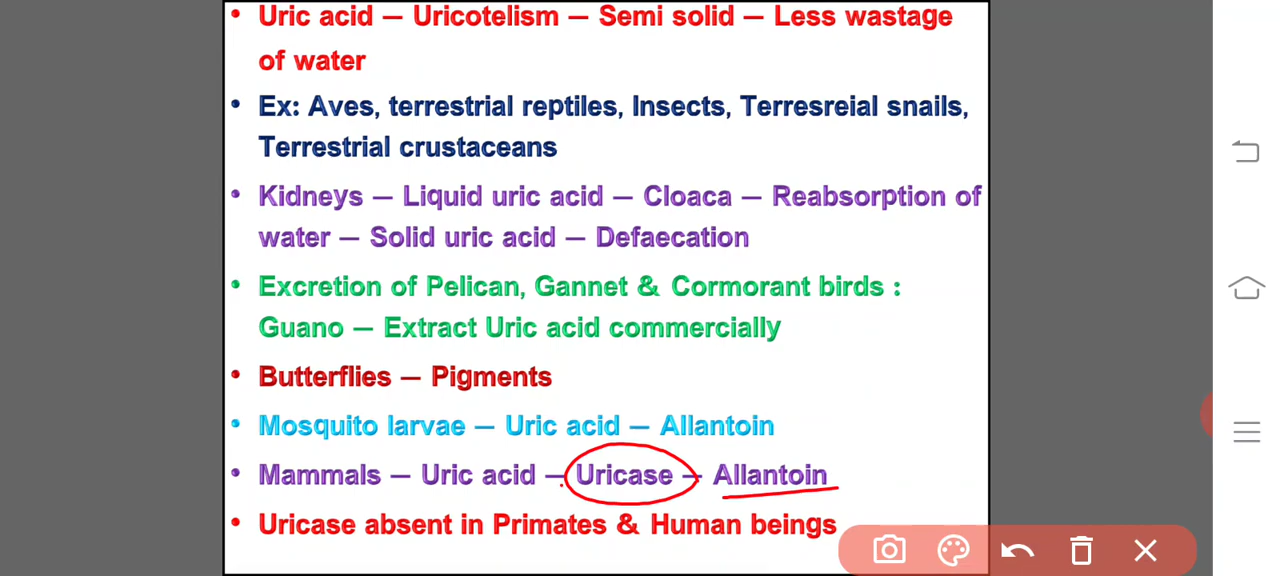 • Uric acid – Uricotelism – Semi solid – Less wastage
of water
• Ex: Aves, terrestrial reptiles, Insects, Terresreial snails,
Terrestrial crustaceans
• Kidneys – Liquid uric acid – Cloaca – Reabsorption of
water – Solid uric acid – Defaecation
• Excretion of Pelican, Gannet & Cormorant birds :
Guano – Extract Uric acid commercially
• Butterflies – Pigments
• Mosquito larvae – Uric acid – Allantoin
• Mammals – Uric acid – Uricase – Allantoin
• Uricase absent in Primates & Human beings